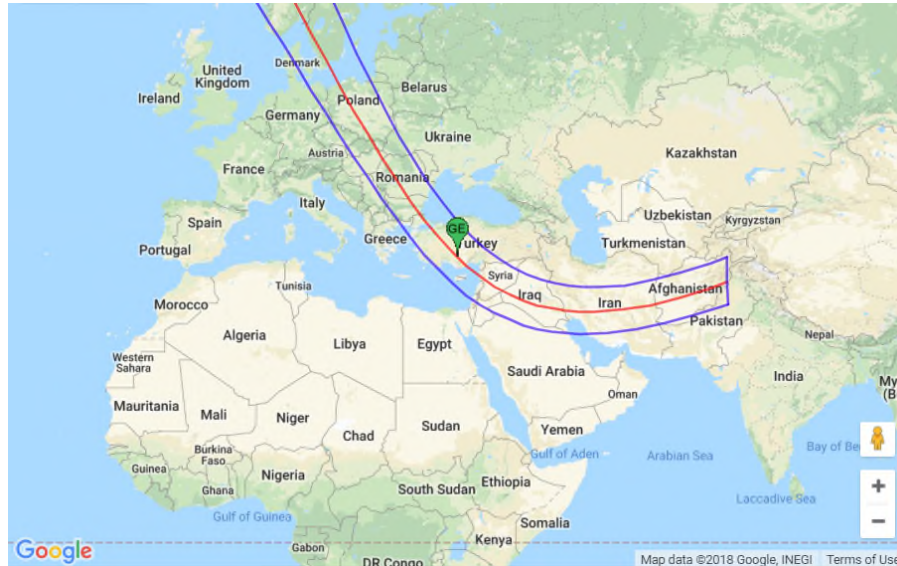 United
Kingdom
Denmark
Ireland
Belarus
Poland
Germany
Ukraine
Austria
France
Kazakhstan
Romania
Italy
Uzbekistan
Kyrgyzstan
Spain
GE
Portugal
Greece
Turkey
Turkmenistan
Syria
Tunisia
Afghanistan
Iraq
Iran
Morocco
Pakistan
Algeria
Libya
Egypt
Nepal
Western
Sahara
Saudi Arabia
India
Oman
Mauritania
Mali
Niger
Sudan
My
(B
Chad
Yemen
Burkina
Faso
Gulf of Aden
Arabian Sea
Bay of Be
Guinea
Nigeria
Ethiopia
Ghana
South Sudan
Laccadive Sea
Gulf of Guinea
Somalia
Kenya
Gabon
Google
DR Congo
Map data ©2018 Google, INEGI
Terms of Use